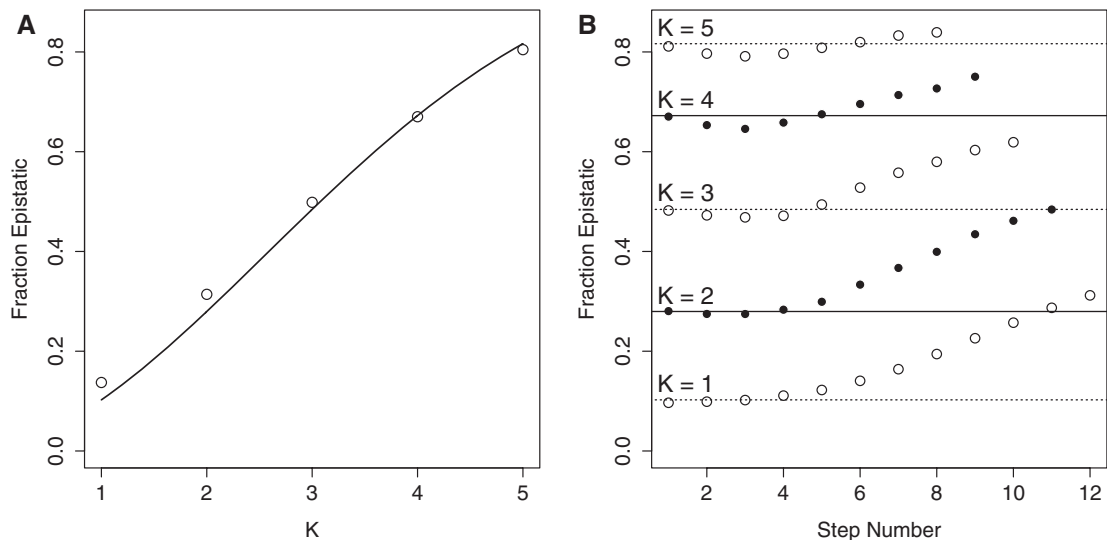 A
Fraction Epistatic
0.8
0.6
0.4
0.2
0.0
1 2 3 4 5
K
B
Fraction Epistatic
0.8
0.6
0.4
0.2
0.0
K = 5
K = 4
K = 3
K = 2
K = 1
2 4 6 8 10 12
Step Number